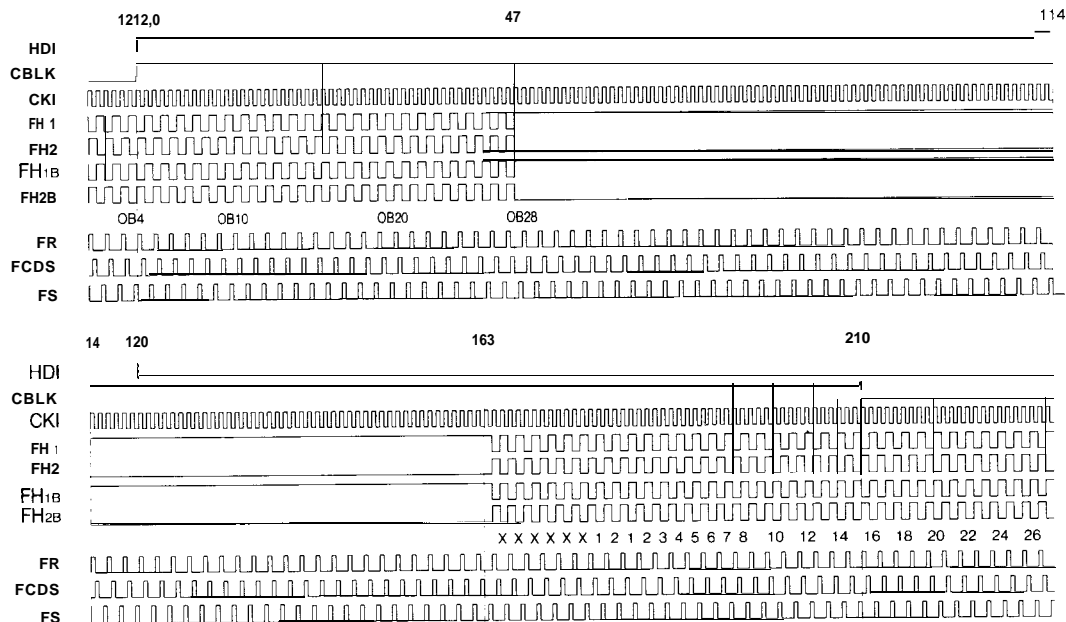 1212,0 47 114
HDI
CBLK
CKI
FH 1
FH2
FH1B
FH2B
OB4 OB10 OB20 OB28
FR
FCDS
FS
14 120 163 210
HDI
CBLK
CKI
FH 1
FH2
FH1B
FH2B
X X X X X X 1 2 1 2 3 4 5 6 7 8 10 12 14 16 18 20 22 24 26
FR
FCDS
FS